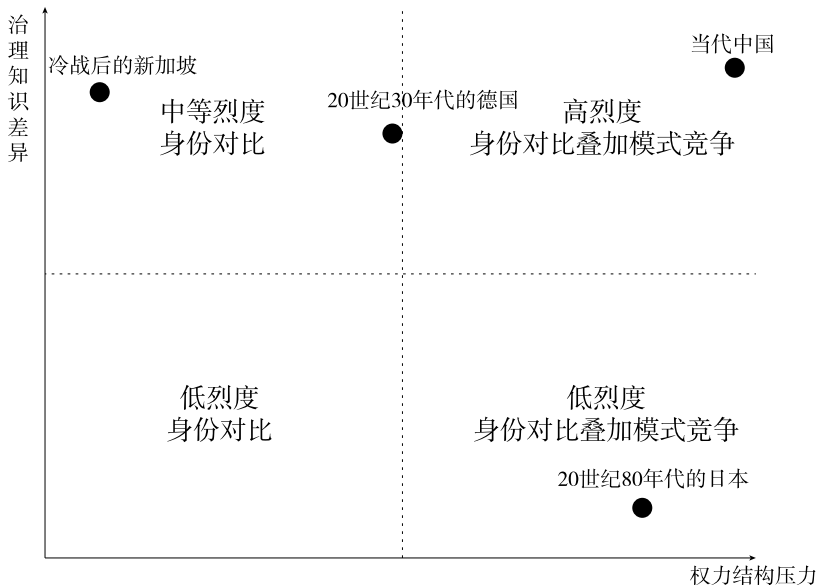 治理知识差异
当代中国
冷战后的新加坡
20世纪30年代的德国
中等烈度
身份对比
高烈度
身份对比叠加模式竞争
低烈度
身份对比
低烈度
身份对比叠加模式竞争
20世纪80年代的日本
权力结构压力